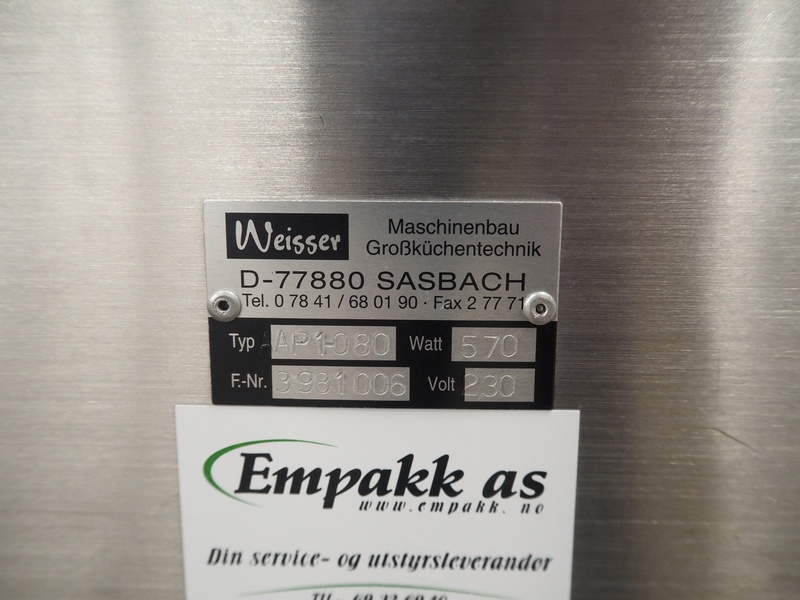 Weisser
Maschinenbau
Großküchentechnik
D-77880 SASBACH
Tel. 0 78 41 / 68 01 90 · Fax 2 77 71
Typ AAP1-080 Watt 570
F.-Nr. 3981006 Volt 230
Empakk as
www.empakk.no
Din service- og utstyrsleverandør